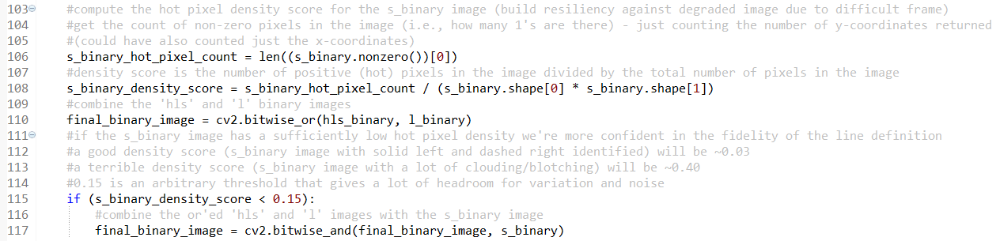 103 #compute the hot pixel density score for the s_binary image (build resiliency against degraded image due to difficult frame)
104 #get the count of non-zero pixels in the image (i.e., how many 1's are there) - just counting the number of y-coordinates returned
105 #(could have also counted just the x-coordinates)
106 s_binary_hot_pixel_count = len((s_binary.nonzero())[0])
107 #density score is the number of positive (hot) pixels in the image divided by the total number of pixels in the image
108 s_binary_density_score = s_binary_hot_pixel_count / (s_binary.shape[0] * s_binary.shape[1])
109 #combine the 'hls' and 'l' binary images
110 final_binary_image = cv2.bitwise_or(hls_binary, l_binary)
111 #if the s_binary image has a sufficiently low hot pixel density we're more confident in the fidelity of the line definition
112 #a good density score (s_binary image with solid left and dashed right identified) will be ~0.03
113 #a terrible density score (s_binary image with a lot of clouding/blotching) will be ~0.40
114 #0.15 is an arbitrary threshold that gives a lot of headroom for variation and noise
115 if (s_binary_density_score < 0.15):
116 #combine the or'ed 'hls' and 'l' images with the s_binary image
117 final_binary_image = cv2.bitwise_and(final_binary_image, s_binary)